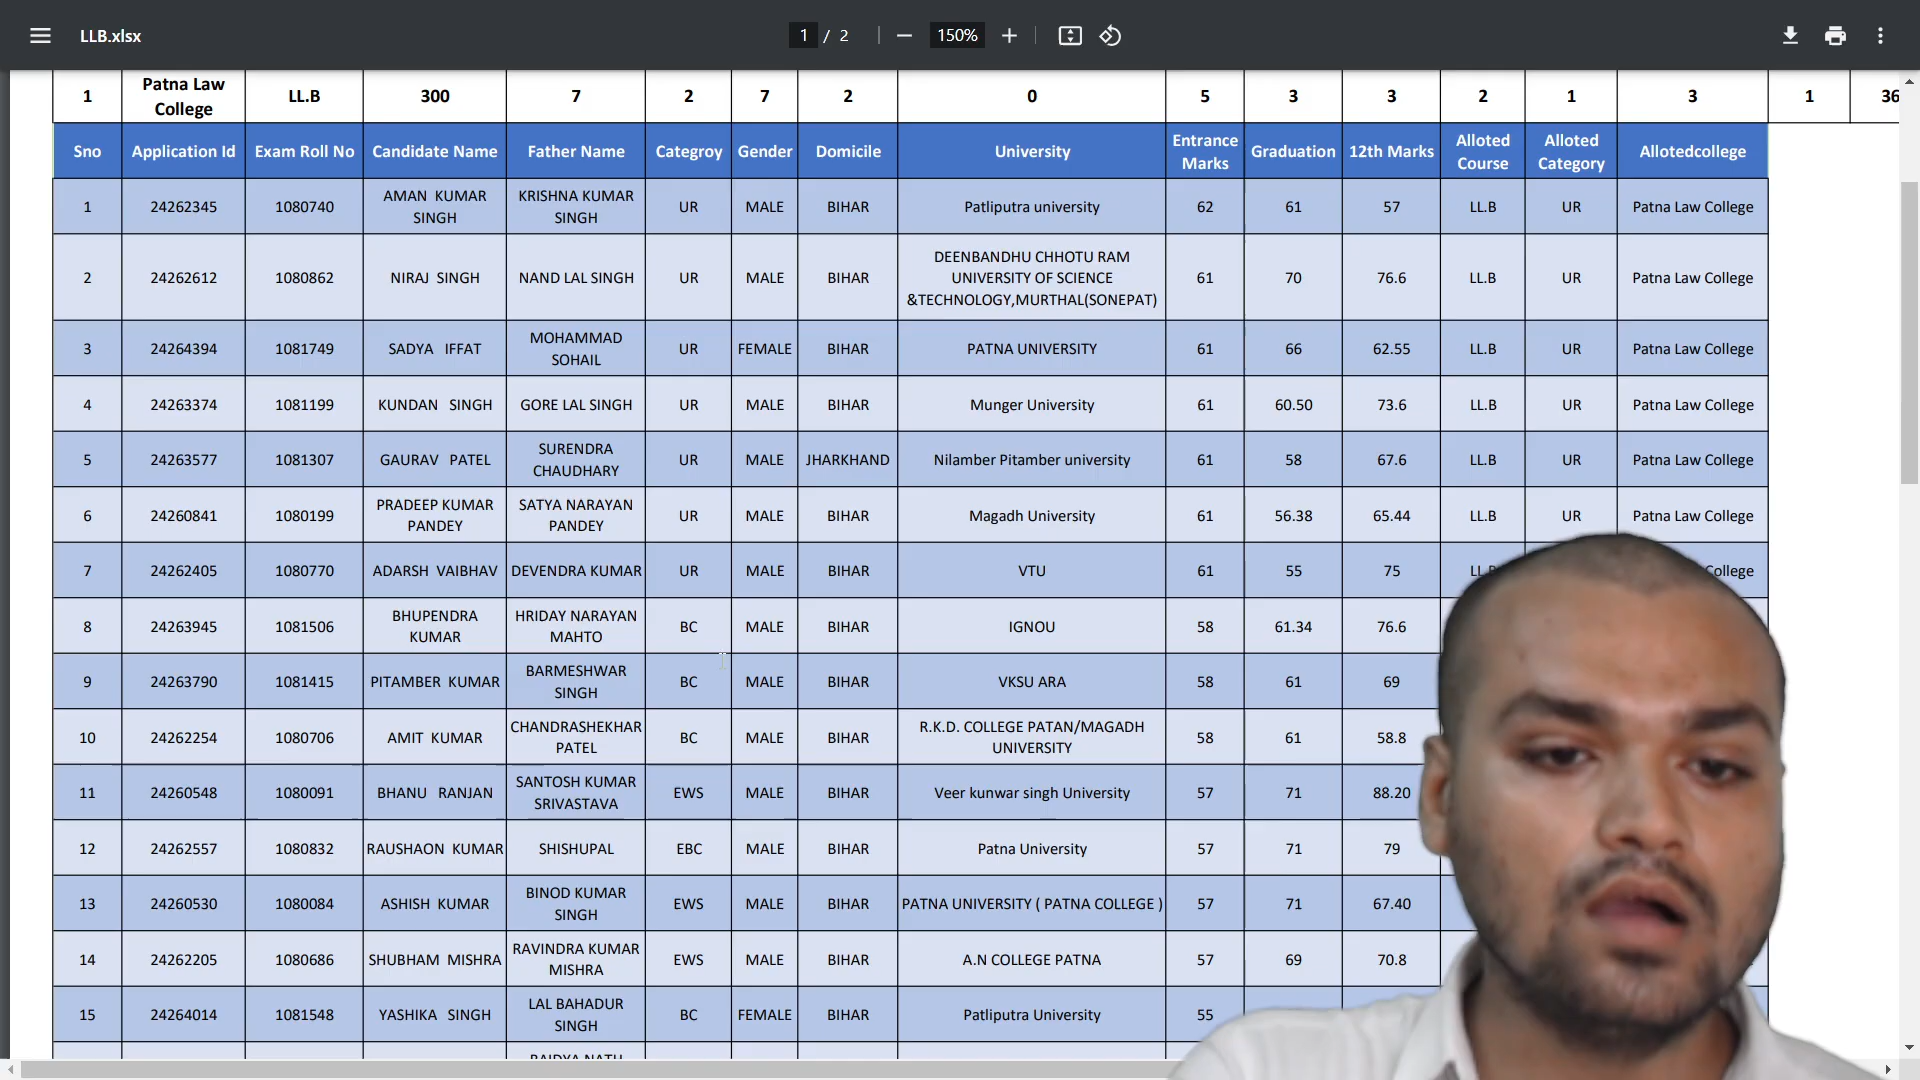 LLB.xlsx 1 / 2 150%
1 Patna Law College LL.B 300 7 2 7 2 0 5 3 3 2 1 3 1 36
Sno Application Id Exam Roll No Candidate Name Father Name Categroy Gender Domicile University Entrance Marks Graduation 12th Marks Alloted Course Alloted Category Allotedcollege
1 24262345 1080740 AMAN KUMAR SINGH KRISHNA KUMAR SINGH UR MALE BIHAR Patliputra university 62 61 57 LL.B UR Patna Law College
2 24262612 1080862 NIRAJ SINGH NAND LAL SINGH UR MALE BIHAR DEENBANDHU CHHOTU RAM UNIVERSITY OF SCIENCE &TECHNOLOGY,MURTHAL(SONEPAT) 61 70 76.6 LL.B UR Patna Law College
3 24264394 1081749 SADYA IFFAT MOHAMMAD SOHAIL UR FEMALE BIHAR PATNA UNIVERSITY 61 66 62.55 LL.B UR Patna Law College
4 24263374 1081199 KUNDAN SINGH GORE LAL SINGH UR MALE BIHAR Munger University 61 60.50 73.6 LL.B UR Patna Law College
5 24263577 1081307 GAURAV PATEL SURENDRA CHAUDHARY UR MALE JHARKHAND Nilamber Pitamber university 61 58 67.6 LL.B UR Patna Law College
6 24260841 1080199 PRADEEP KUMAR PANDEY SATYA NARAYAN PANDEY UR MALE BIHAR Magadh University 61 56.38 65.44 LL.B UR Patna Law College
7 24262405 1080770 ADARSH VAIBHAV DEVENDRA KUMAR UR MALE BIHAR VTU 61 55 75 College
8 24263945 1081506 BHUPENDRA KUMAR HRIDAY NARAYAN MAHTO BC MALE BIHAR IGNOU 58 61.34 76.6
9 24263790 1081415 PITAMBER KUMAR BARMESHWAR SINGH BC MALE BIHAR VKSU ARA 58 61 69
10 24262254 1080706 AMIT KUMAR CHANDRASHEKHAR PATEL BC MALE BIHAR R.K.D. COLLEGE PATAN/MAGADH UNIVERSITY 58 61 58.8
11 24260548 1080091 BHANU RANJAN SANTOSH KUMAR SRIVASTAVA EWS MALE BIHAR Veer kunwar singh University 57 71 88.20
12 24262557 1080832 RAUSHAON KUMAR SHISHUPAL EBC MALE BIHAR Patna University 57 71 79
13 24260530 1080084 ASHISH KUMAR BINOD KUMAR SINGH EWS MALE BIHAR PATNA UNIVERSITY ( PATNA COLLEGE ) 57 71 67.40
14 24262205 1080686 SHUBHAM MISHRA RAVINDRA KUMAR MISHRA EWS MALE BIHAR A.N COLLEGE PATNA 57 69 70.8
15 24264014 1081548 YASHIKA SINGH LAL BAHADUR SINGH BC FEMALE BIHAR Patliputra University 55